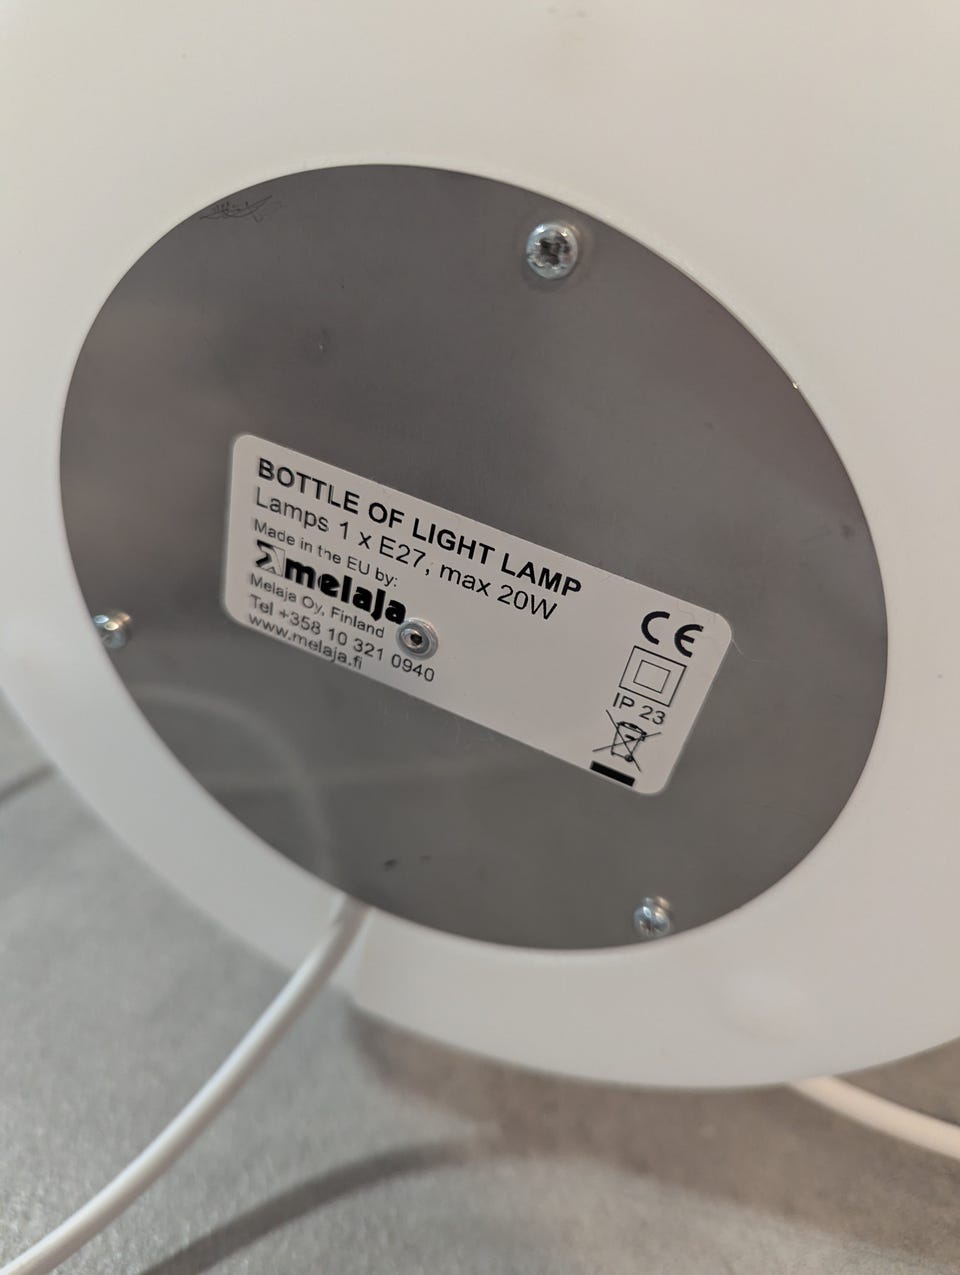 BOTTLE OF LIGHT LAMP
Lamps 1 x E27, max 20W
Made in the EU by:
melaja
Melaja Oy, Finland
Tel +358 10 321 0940
www.melaja.fi
CE
IP 23